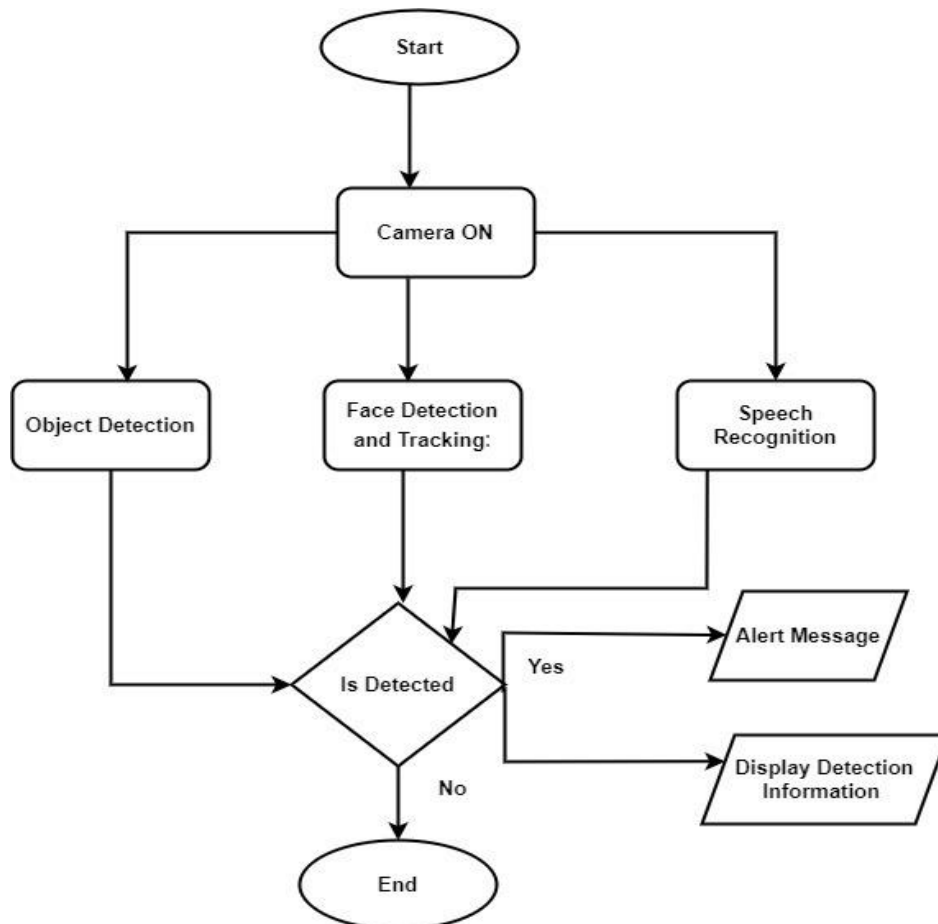 Start
Camera ON
Object Detection
Face Detection
and Tracking:
Speech
Recognition
Is Detected
Yes
Alert Message
Display Detection
Information
No
End